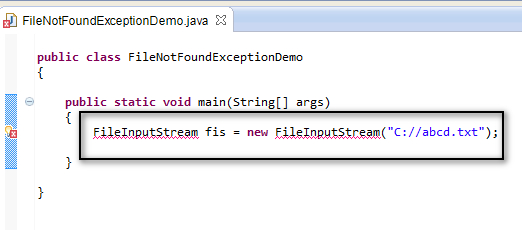 FileNotFoundExceptionDemo.java
public class FileNotFoundExceptionDemo
{
public static void main(String[] args)
{
FileInputStream fis = new FileInputStream("C://abcd.txt");
}
}